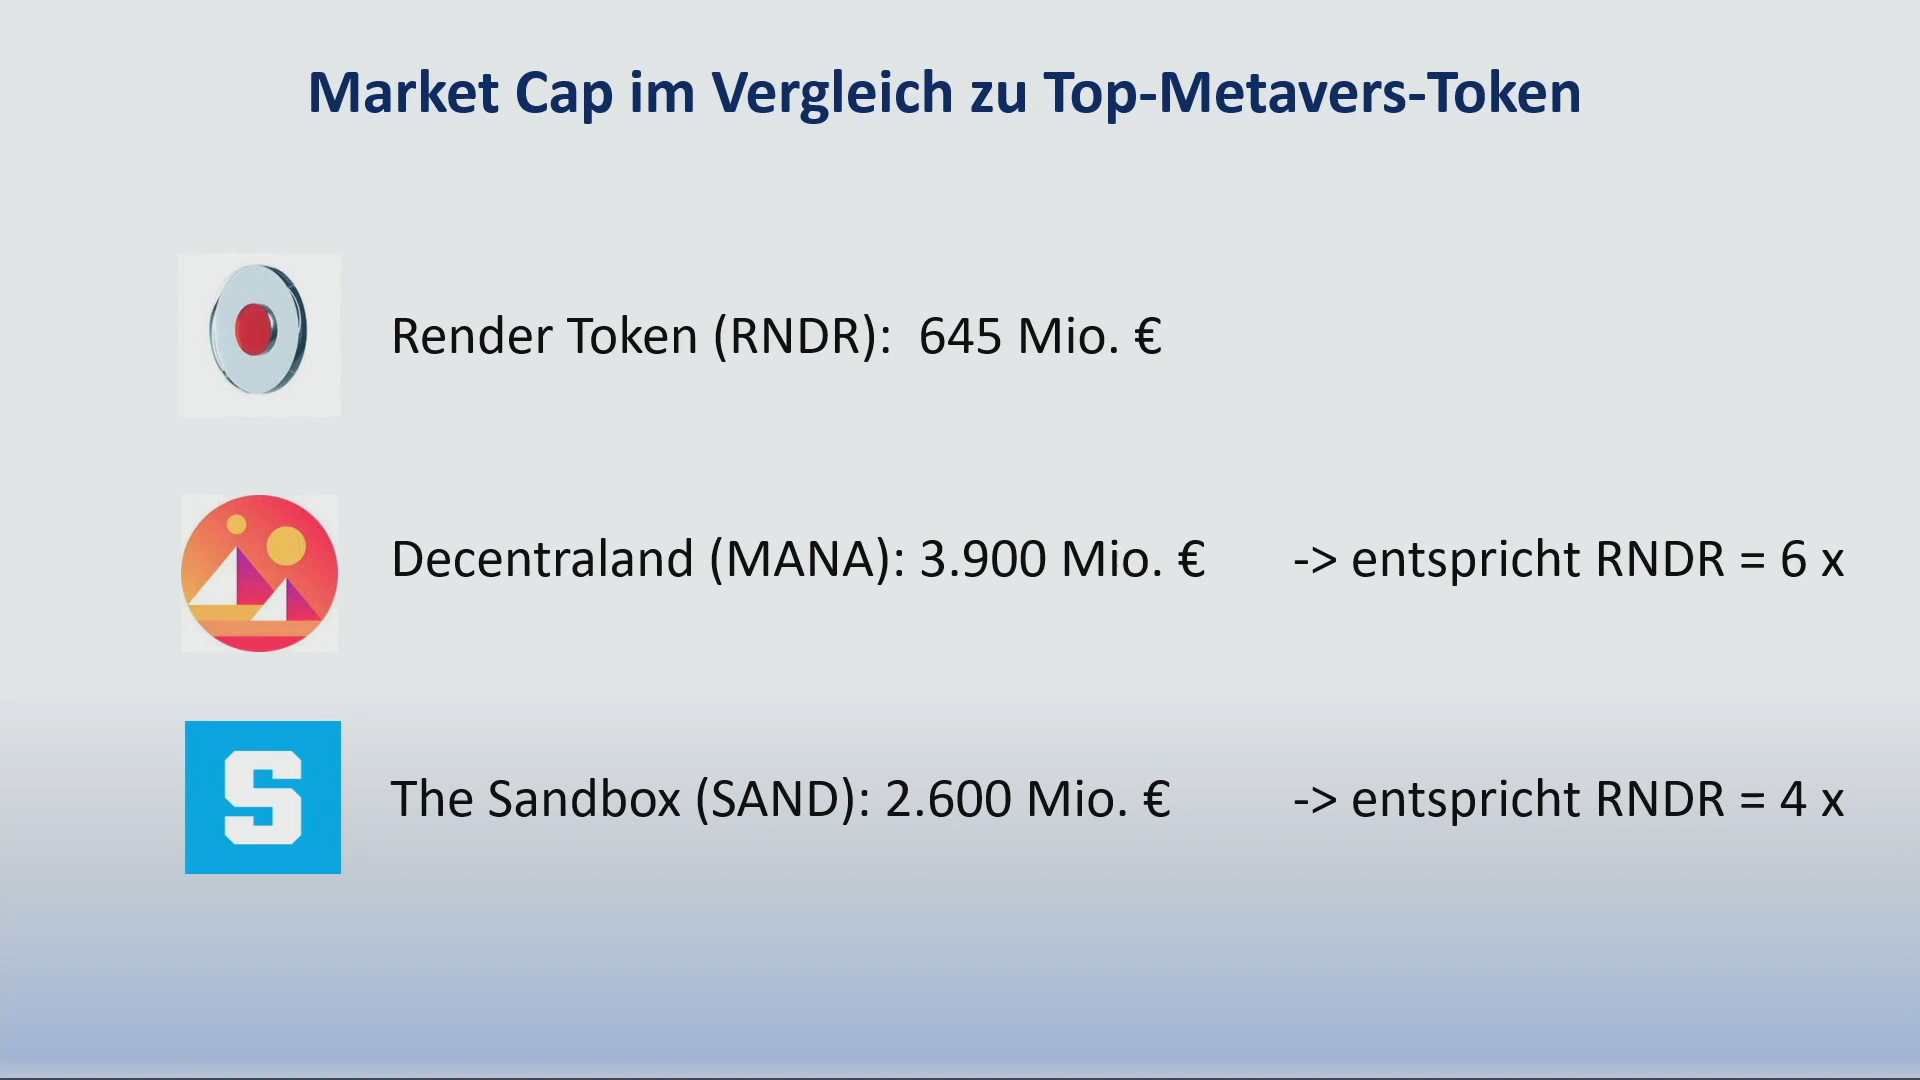 Market Cap im Vergleich zu Top-Metavers-Token
Render Token (RNDR): 645 Mio. €
Decentraland (MANA): 3.900 Mio. € -> entspricht RNDR = 6 x
S
The Sandbox (SAND): 2.600 Mio. € -> entspricht RNDR = 4 x